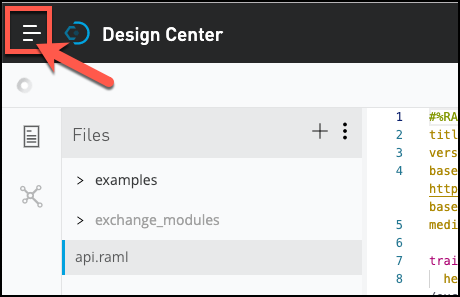 Design Center
Files
examples
exchange_modules
api.raml
1 #%RA
2 titl
3 vers
4 base
http
base
5 medi
6
7 trai
8 he